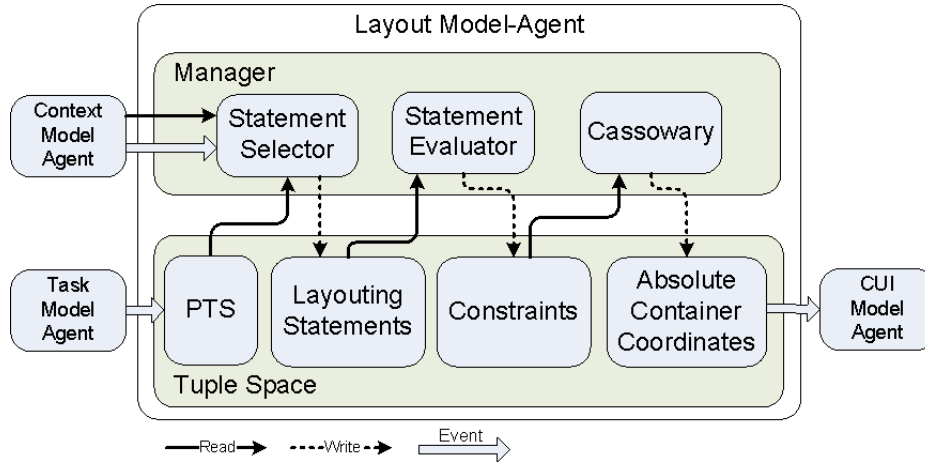 Layout Model-Agent
Manager
Context
Model
Agent
Statement
Selector
Statement
Evaluator
Cassowary
Task
Model
Agent
PTS
Layouting
Statements
Constraints
Absolute
Container
Coordinates
CUI
Model
Agent
Tuple Space
Read
Write
Event